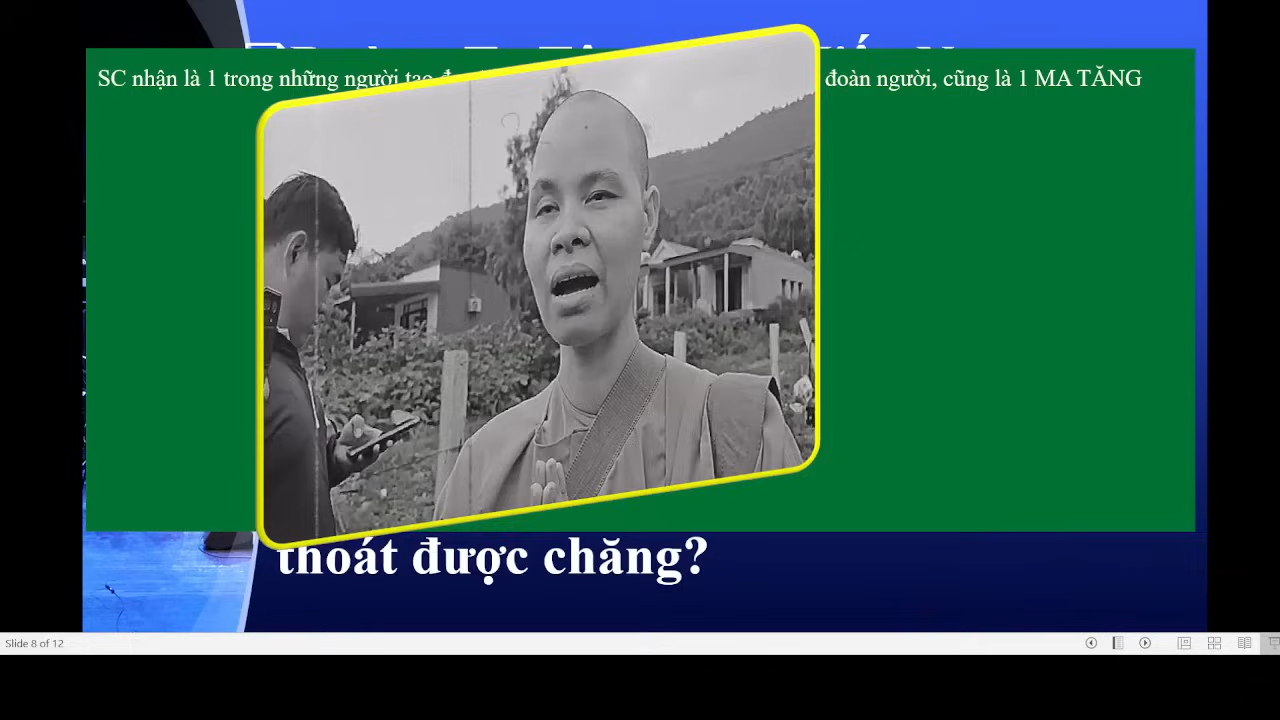 SC nhận là 1 trong những người tạo đoàn người, cũng là 1 MA TĂNG
thoát được chăng?
Slide 8 of 12